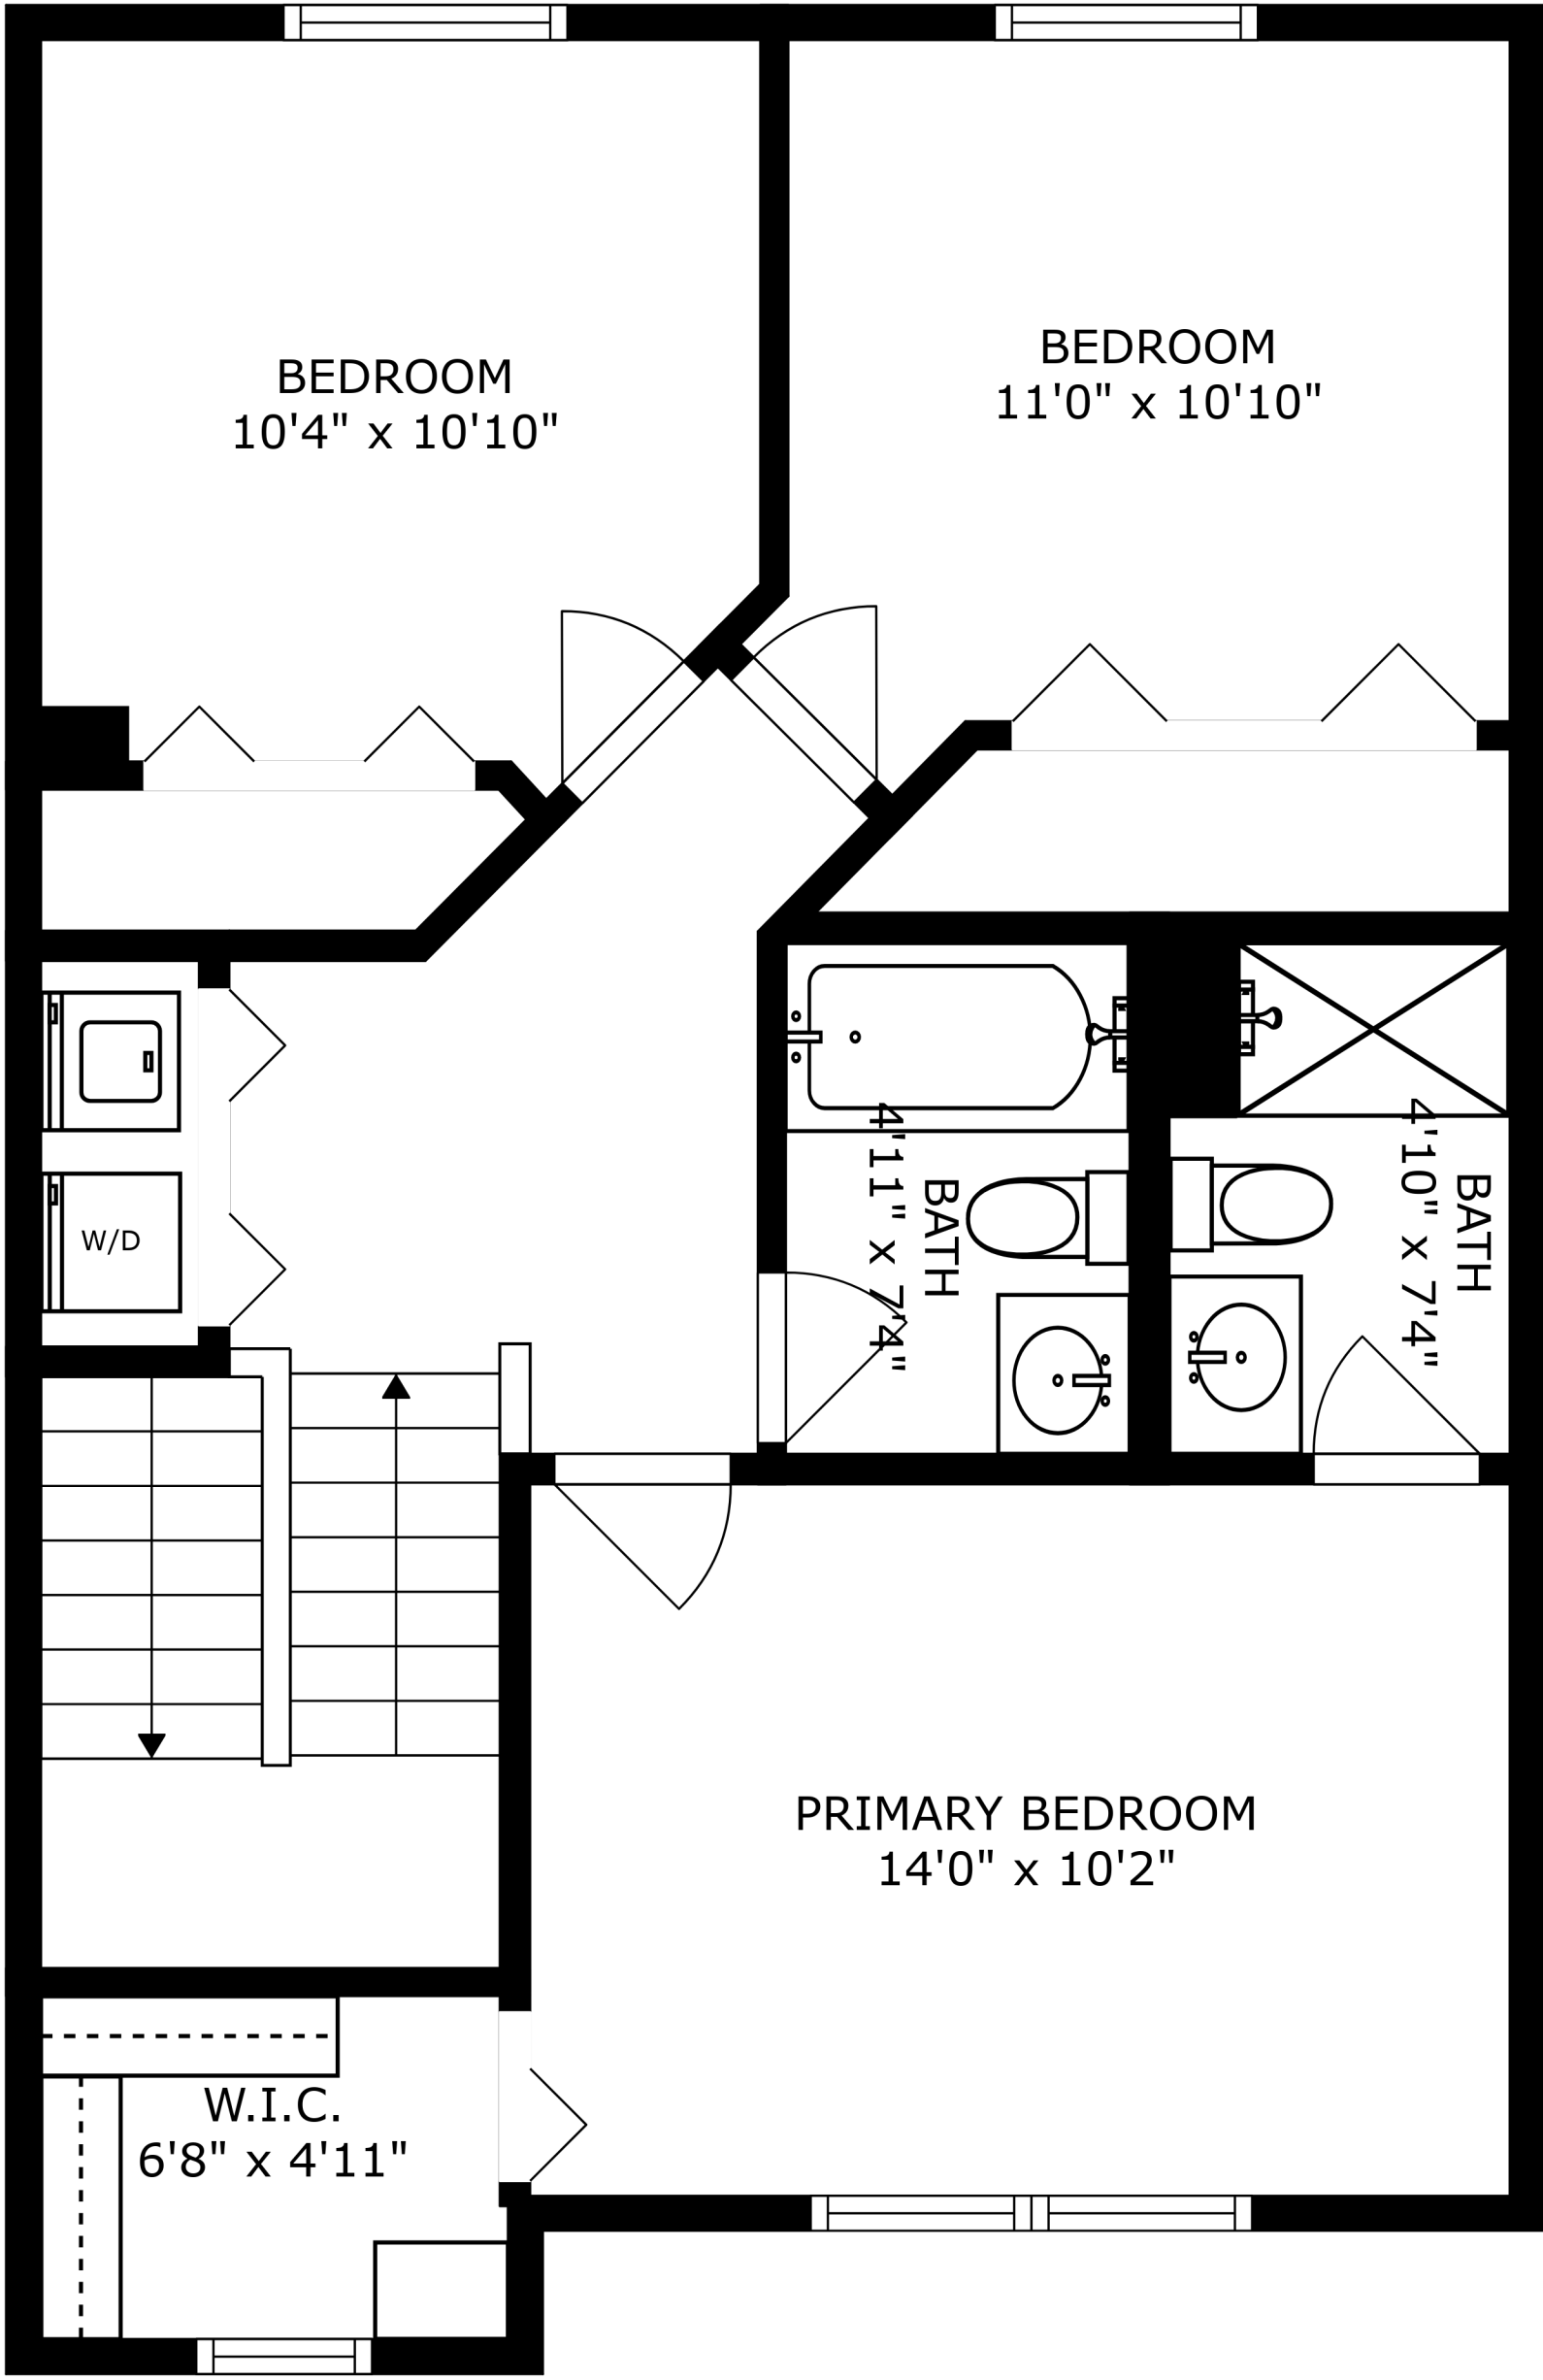 BEDROOM
10'4" x 10'10"
BEDROOM
11'0" x 10'10"
BATH
4'11" x 7'4"
BATH
4'10" x 7'4"
W/D
PRIMARY BEDROOM
14'0" x 10'2"
W.I.C.
6'8" x 4'11"